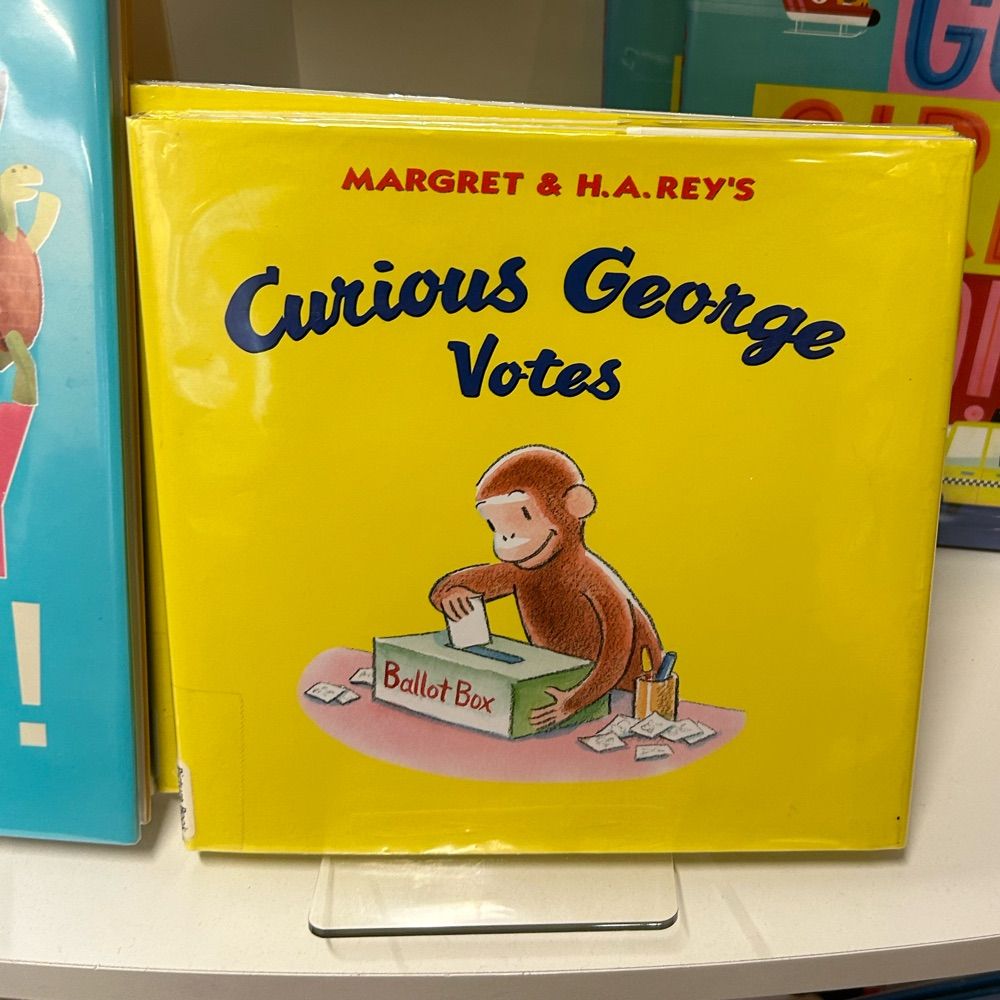 MARGRET & H.A.REY'S
Curious George
Votes
Ballot Box
!